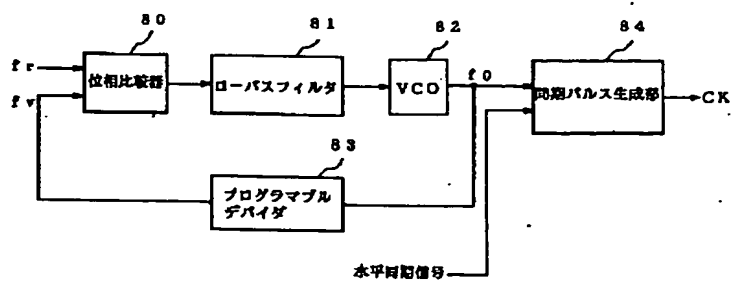 80
81
82
84
fr
fv
位相比較器
ローパスフィルタ
VCO
f0
同期パルス生成部
CK
83
プログラマブル
デバイダ
水平同期信号